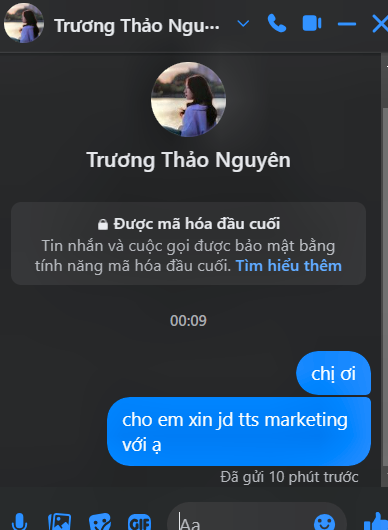 Trương Thảo Ngu...
Trương Thảo Nguyên
Được mã hóa đầu cuối
Tin nhắn và cuộc gọi được bảo mật bằng
tính năng mã hóa đầu cuối. Tìm hiểu thêm
00:09
chị ơi
cho em xin jd tts marketing
với ạ
Đã gửi 10 phút trước
GIF
Aa